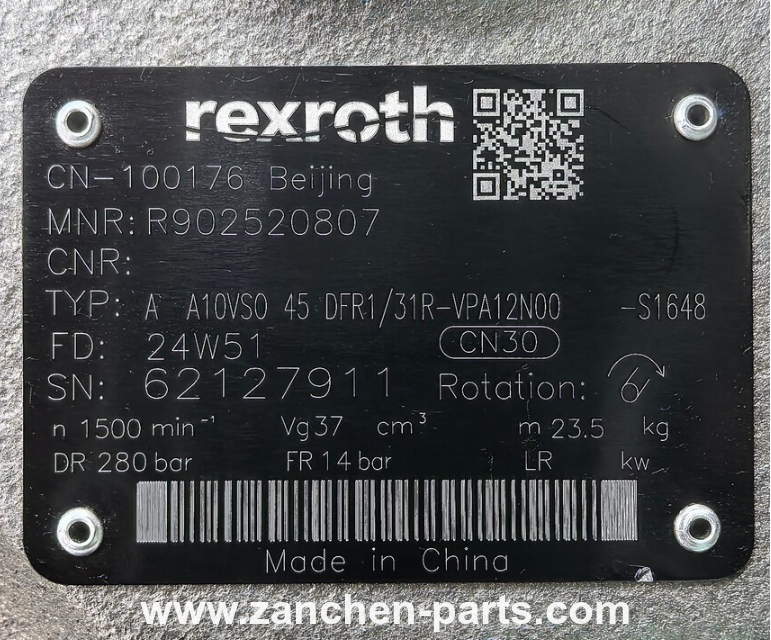 rexroth
CN-100176 Beijing
MNR: R902520807
CNR:
TYP: A A10VSO 45 DFR1/31R-VPA12N00 -S1648
FD: 24W51 CN30
SN: 62127911 Rotation:
n 1500 min⁻¹ Vg37 cm³ m 23.5 kg
DR 280 bar FR 14 bar LR kw
Made in China
www.zanchen-parts.com